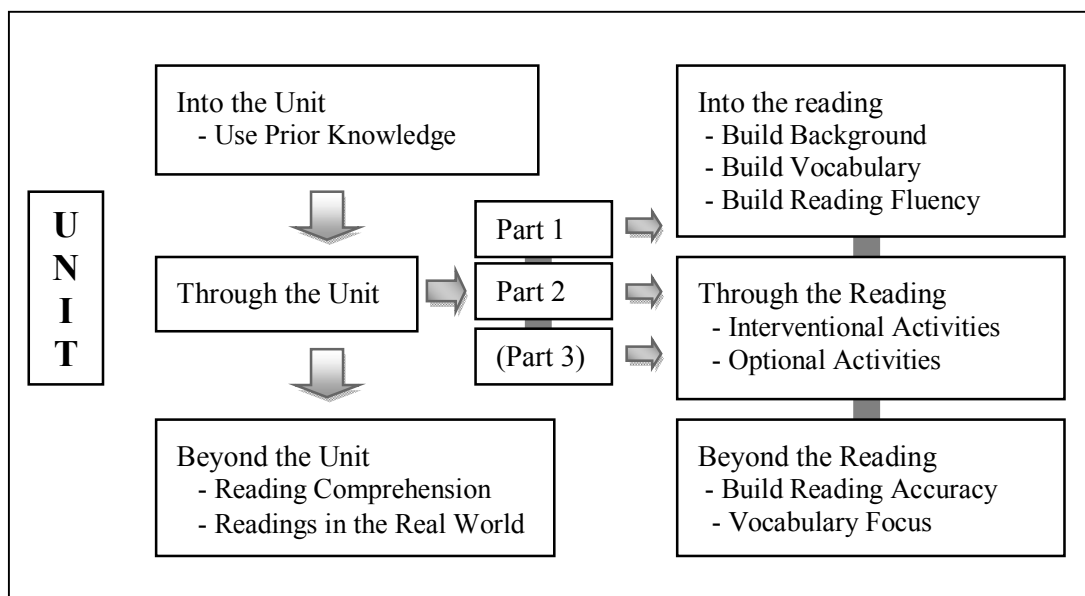 UNIT
Into the Unit
- Use Prior Knowledge
Through the Unit
Beyond the Unit
- Reading Comprehension
- Readings in the Real World
Part 1
Part 2
(Part 3)
Into the reading
- Build Background
- Build Vocabulary
- Build Reading Fluency
Through the Reading
- Interventional Activities
- Optional Activities
Beyond the Reading
- Build Reading Accuracy
- Vocabulary Focus